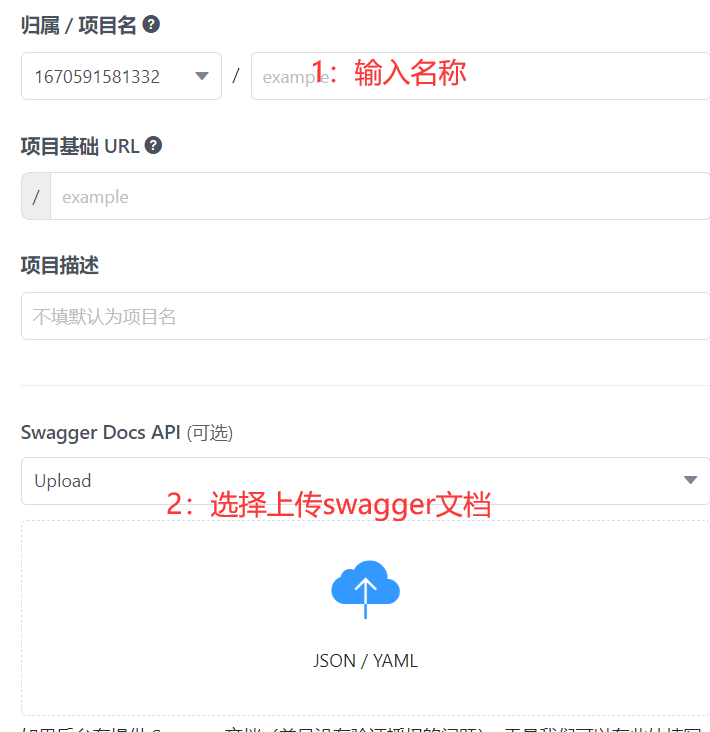 归属 / 项目名 ?
1670591581332 / example 1：输入名称
项目基础 URL ?
/ example
项目描述
不填默认为项目名
Swagger Docs API (可选)
Upload
2：选择上传swagger文档
JSON / YAML